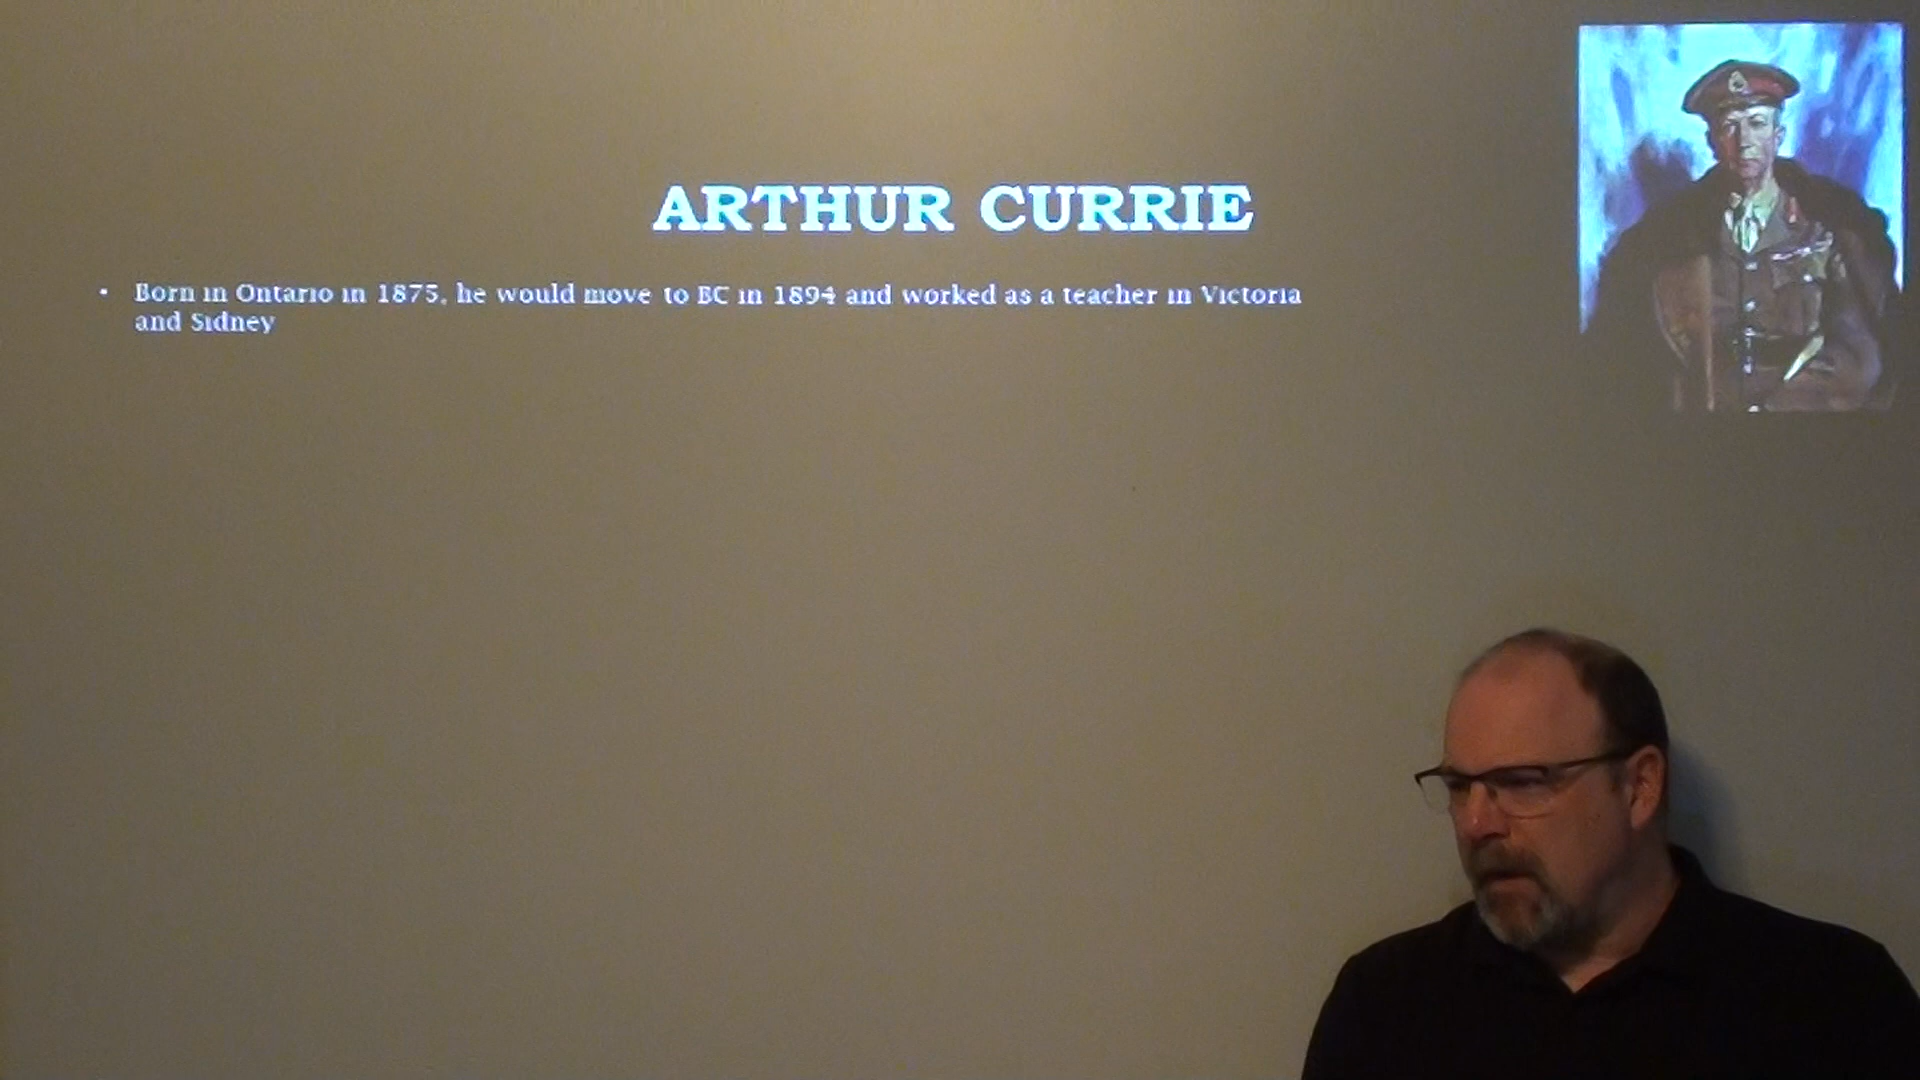 ARTHUR CURRIE
• Born in Ontario in 1875, he would move to BC in 1894 and worked as a teacher in Victoria
and Sidney